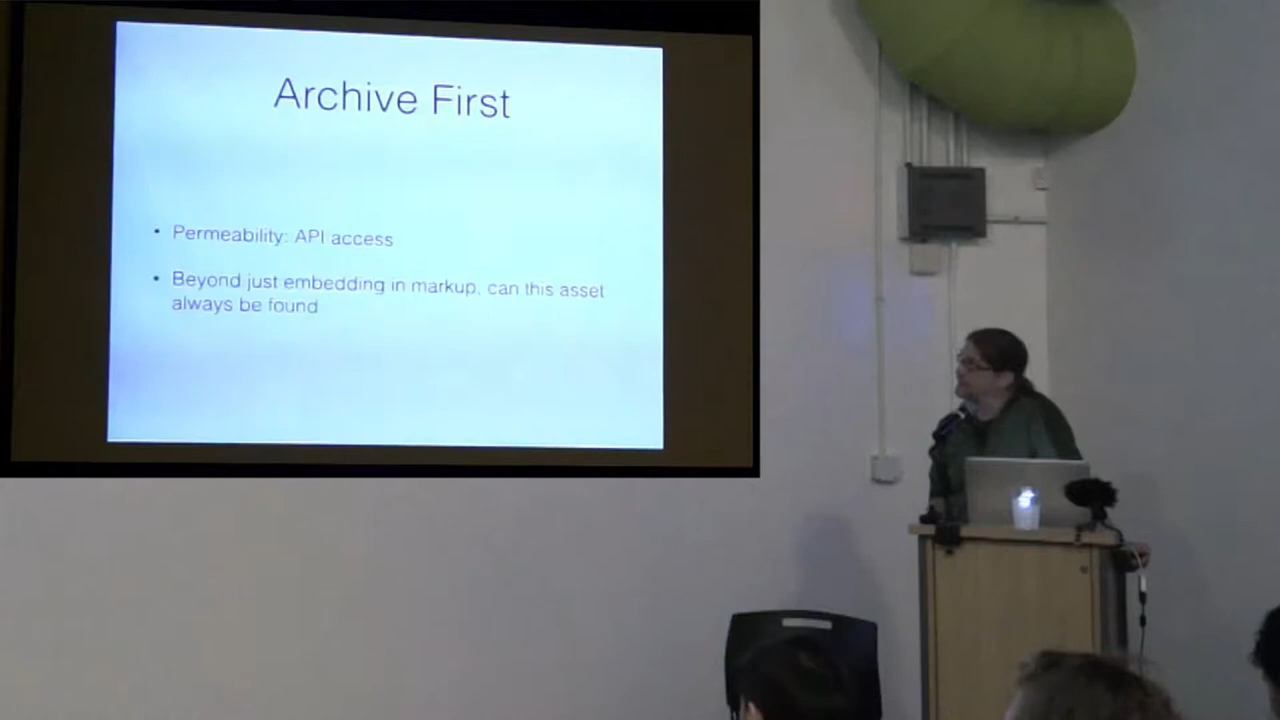 Archive First
• Permeability: API access
• Beyond just embedding in markup, can this asset
always be found